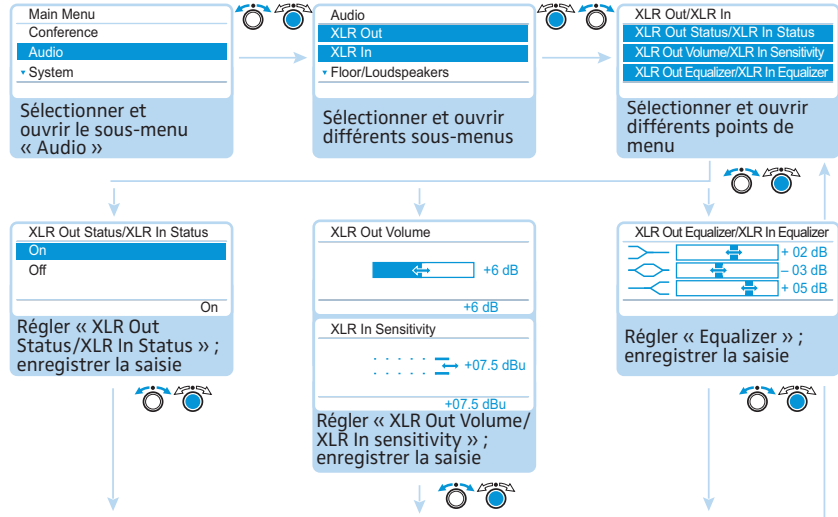 Main Menu
Conference
Audio
System
Sélectionner et
ouvrir le sous-menu
« Audio »
Audio
XLR Out
XLR In
Floor/Loudspeakers
Sélectionner et ouvrir
différents sous-menus
XLR Out/XLR In
XLR Out Status/XLR In Status
XLR Out Volume/XLR In Sensitivity
XLR Out Equalizer/XLR In Equalizer
Sélectionner et ouvrir
différents points de
menu
XLR Out Status/XLR In Status
On
Off
On
Régler « XLR Out
Status/XLR In Status » ;
enregistrer la saisie
XLR Out Volume
+6 dB
+6 dB
XLR In Sensitivity
+07.5 dBu
+07.5 dBu
Régler « XLR Out Volume/
XLR In sensitivity » ;
enregistrer la saisie
XLR Out Equalizer/XLR In Equalizer
+ 02 dB
– 03 dB
+ 05 dB
Régler « Equalizer » ;
enregistrer la saisie